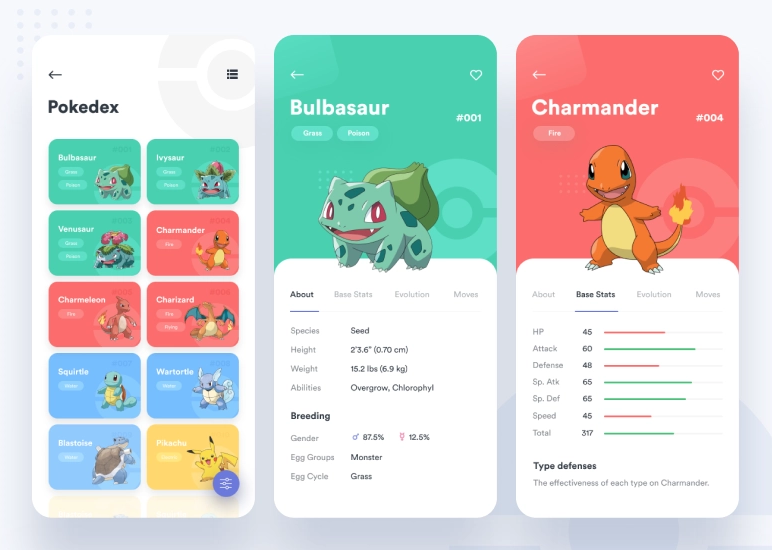 Pokedex
#001
Bulbasaur
Grass
Poison
Ivysaur
Grass
Poison
Venusaur
Grass
Poison
Charmander
Fire
Charmeleon
Fire
Charizard
Fire
Flying
Squirtle
Water
Wartortle
Water
Blastoise
Water
Pikachu
Bulbasaur
#001
Grass Poison
About Base Stats Evolution Moves
Species Seed
Height 2'3.6" (0.70 cm)
Weight 15.2 lbs (6.9 kg)
Abilities Overgrow, Chlorophyl
Breeding
Gender 87.5% 12.5%
Egg Groups Monster
Egg Cycle Grass
Charmander
#004
Fire
About Base Stats Evolution Moves
HP 45
Attack 60
Defense 48
Sp. Atk 65
Sp. Def 65
Speed 45
Total 317
Type defenses
The effectiveness of each type on Charmander.